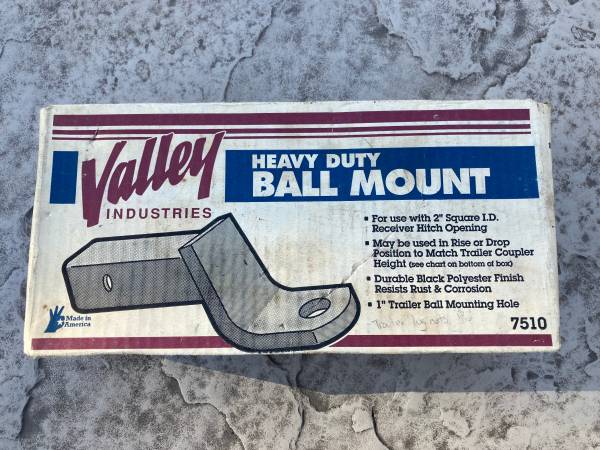 Valley
INDUSTRIES
HEAVY DUTY
BALL MOUNT
▪ For use with 2" Square I.D.
Receiver Hitch Opening
▪ May be used in Rise or Drop
Position to Match Trailer Coupler
Height (see chart on bottom of box)
▪ Durable Black Polyester Finish
Resists Rust & Corrosion
▪ 1" Trailer Ball Mounting Hole
Made in
America
7510